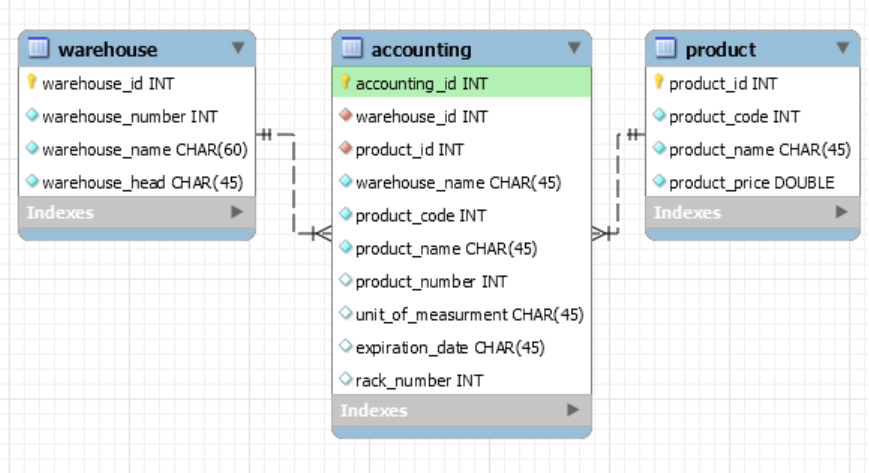 warehouse
warehouse_id INT
warehouse_number INT
warehouse_name CHAR(60)
warehouse_head CHAR(45)
Indexes
accounting
accounting_id INT
warehouse_id INT
product_id INT
warehouse_name CHAR(45)
product_code INT
product_name CHAR(45)
product_number INT
unit_of_measurment CHAR(45)
expiration_date CHAR(45)
rack_number INT
Indexes
product
product_id INT
product_code INT
product_name CHAR(45)
product_price DOUBLE
Indexes